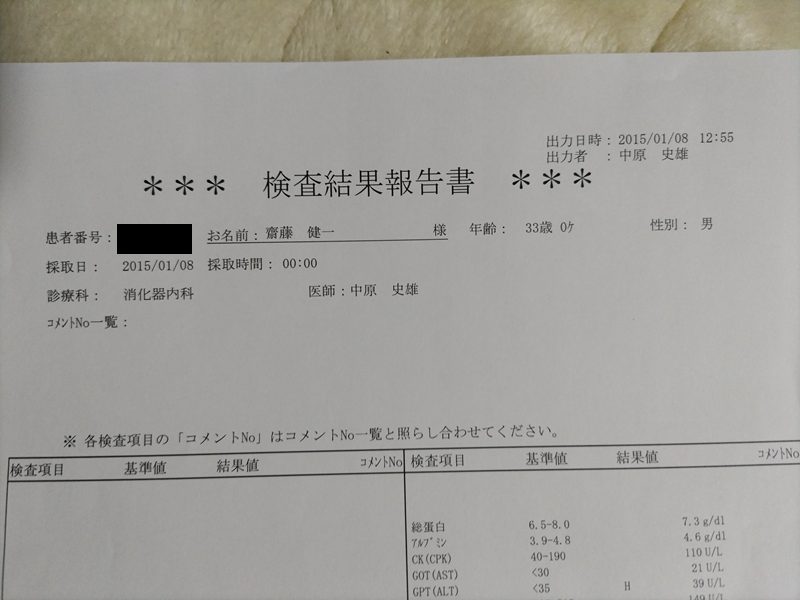 出力日時：2015/01/08 12:55
出力者 ：中原 史雄
＊＊＊ 検査結果報告書 ＊＊＊
患者番号： お名前：齋藤 健一 様 年齢： 33歳 0ｹ 性別：男
採取日： 2015/01/08 採取時間：00:00
診療科： 消化器内科 医師：中原 史雄
ｺﾒﾝﾄNo一覧：
※ 各検査項目の「コメントNo」はコメントNo一覧と照らし合わせてください。
検査項目 基準値 結果値 ｺﾒﾝﾄNo 検査項目 基準値 結果値 ｺﾒﾝﾄNo
総蛋白 6.5-8.0 7.3 g/dl
ｱﾙﾌﾞﾐﾝ 3.9-4.8 4.6 g/dl
CK(CPK) 40-190 110 U/L
GOT(AST) <30 21 U/L
GPT(ALT) <35 H 39 U/L
149 U/L